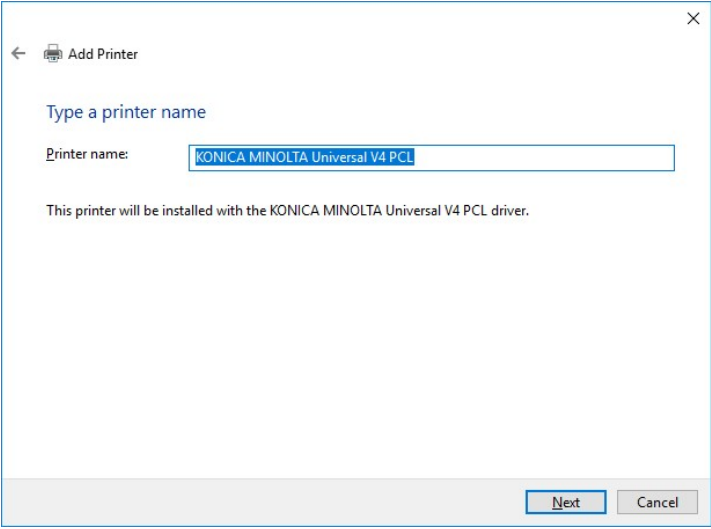 Add Printer
Type a printer name
Printer name:
KONICA MINOLTA Universal V4 PCL
This printer will be installed with the KONICA MINOLTA Universal V4 PCL driver.
Next
Cancel